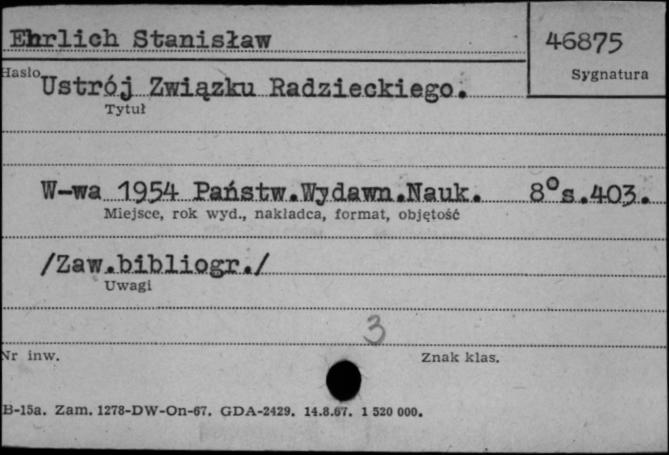 Ehrlich Stanisław
46875
Hasło
Sygnatura
Ustrój Związku Radzieckiego.
Tytuł
W-wa 1954 Państw.Wydawn.Nauk. 8° s.403.
Miejsce, rok wyd., nakładca, format, objętość
/Zaw.bibliogr./
Uwagi
3
Nr inw.
Znak klas.
B-15a. Zam. 1278-DW-On-67. GDA-2429. 14.8.67. 1 520 000.